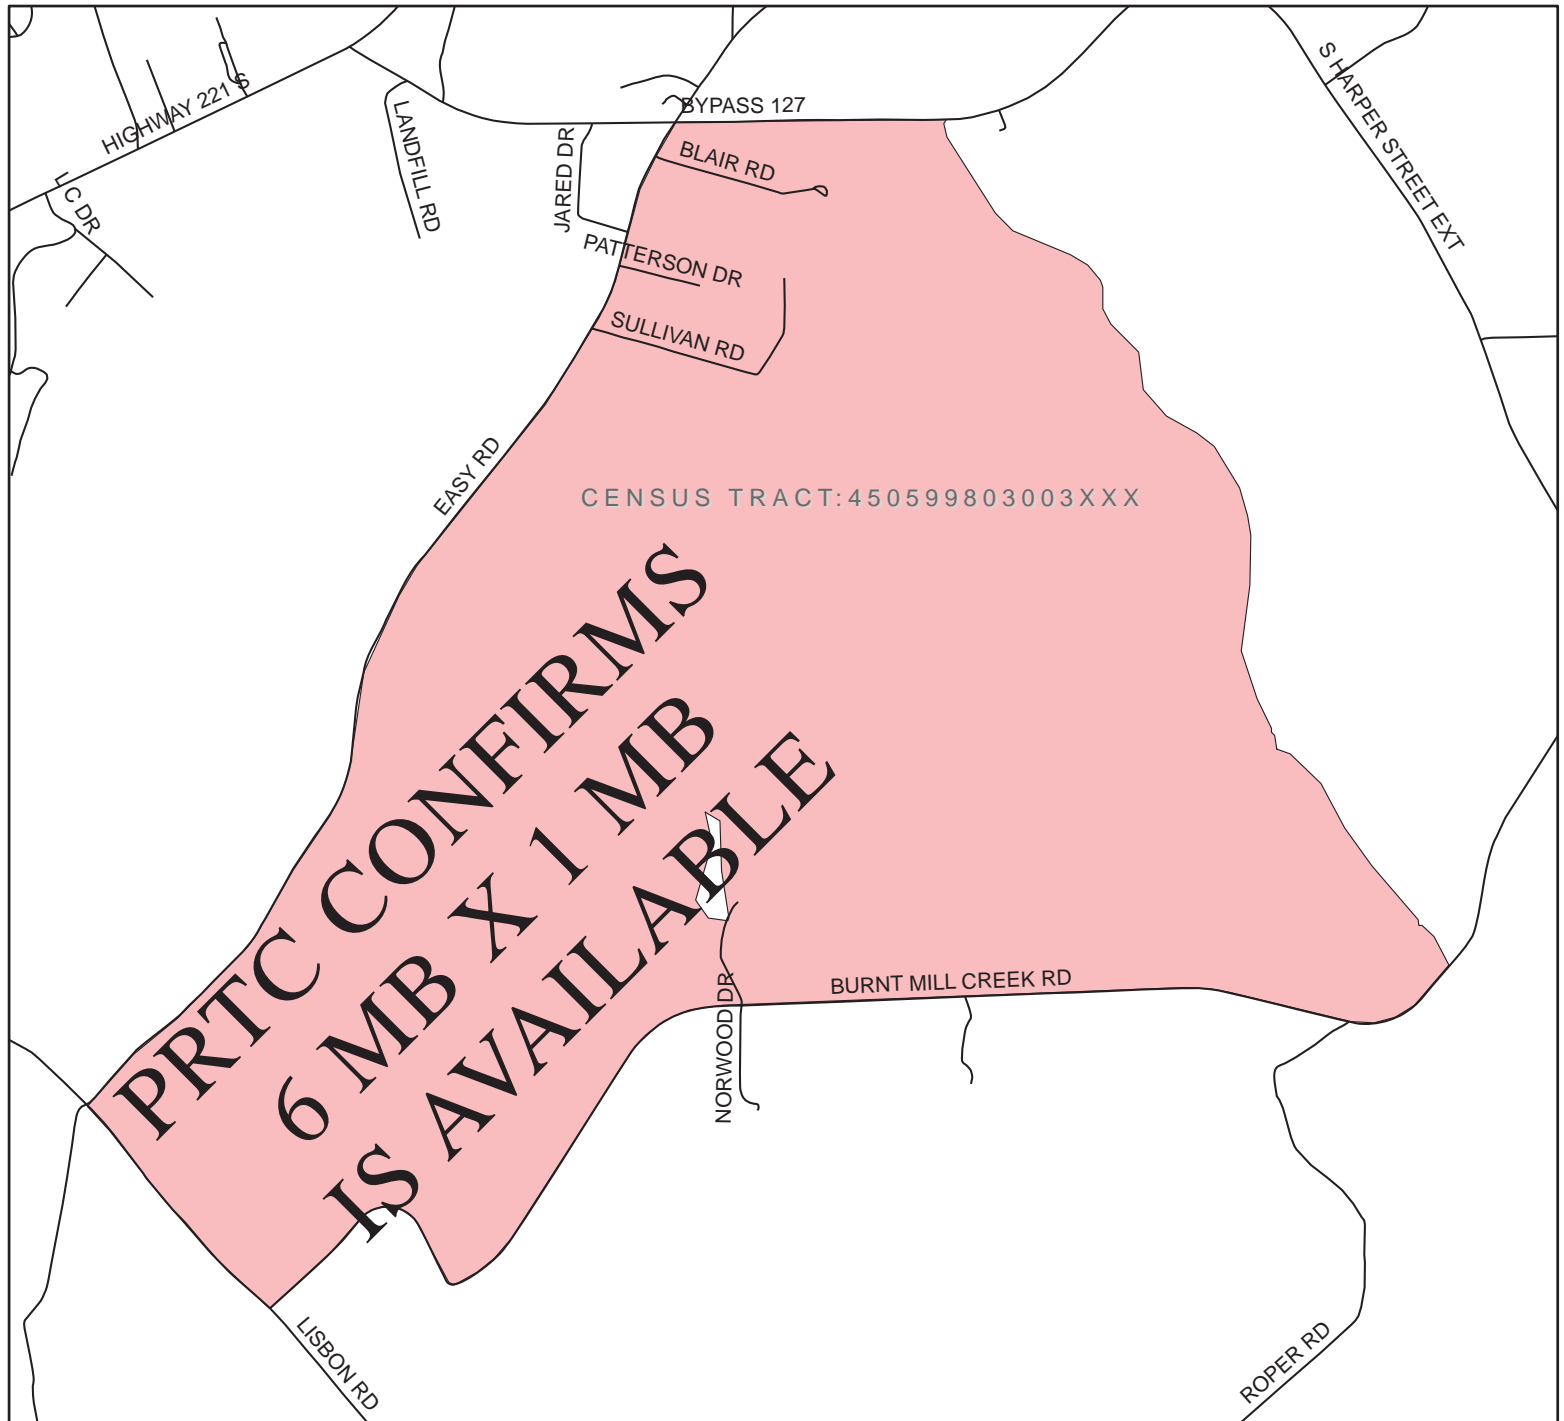 S HARPER STREET EXT
HIGHWAY 221 S
BYPASS 127
LANDFILL RD
JARED DR
BLAIR RD
L C DR
PATTERSON DR
SULLIVAN RD
EASY RD
CENSUS TRACT:450599803003XXX
PRTC CONFIRMS
6 MB X 1 MB
IS AVAILABLE
BURNT MILL CREEK RD
NORWOOD DR
LISBON RD
ROPER RD